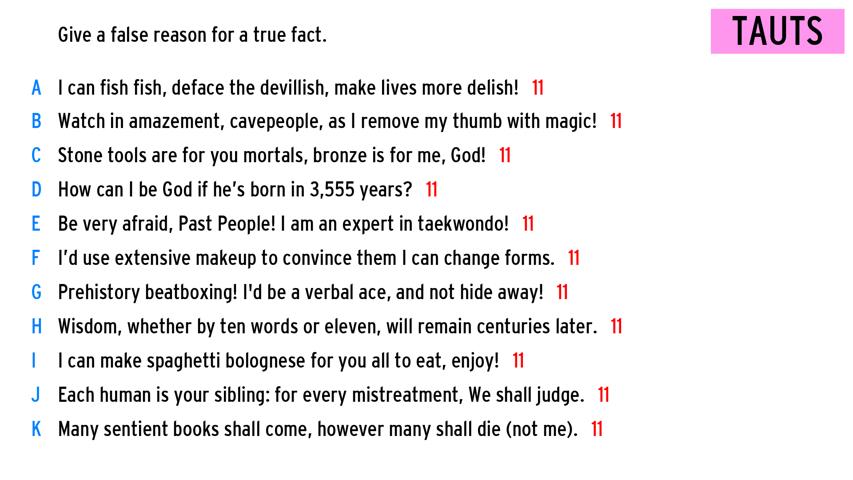 Give a false reason for a true fact.
TAUTS
A I can fish fish, deface the devillish, make lives more delish! 11
B Watch in amazement, cavepeople, as I remove my thumb with magic! 11
C Stone tools are for you mortals, bronze is for me, God! 11
D How can I be God if he's born in 3,555 years? 11
E Be very afraid, Past People! I am an expert in taekwondo! 11
F I'd use extensive makeup to convince them I can change forms. 11
G Prehistory beatboxing! I'd be a verbal ace, and not hide away! 11
H Wisdom, whether by ten words or eleven, will remain centuries later. 11
I I can make spaghetti bolognese for you all to eat, enjoy! 11
J Each human is your sibling: for every mistreatment, We shall judge. 11
K Many sentient books shall come, however many shall die (not me). 11